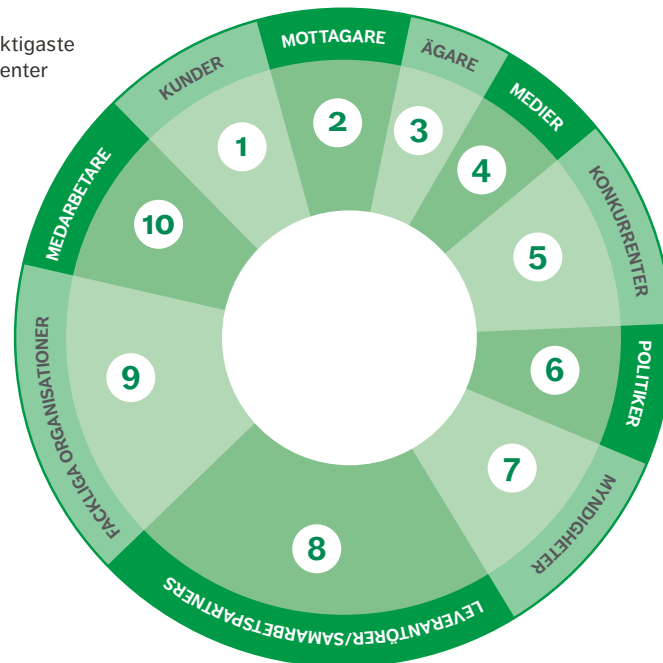 ktigaste
enter
KUNDER
1
MOTTAGARE
2
ÄGARE
3
MEDIER
4
KONKURRENTER
5
POLITIKER
6
MYNDIGHETER
7
LEVERANTÖRER/SAMARBETSPARTNERS
8
FACKLIGA ORGANISATIONER
9
MEDARBETARE
10